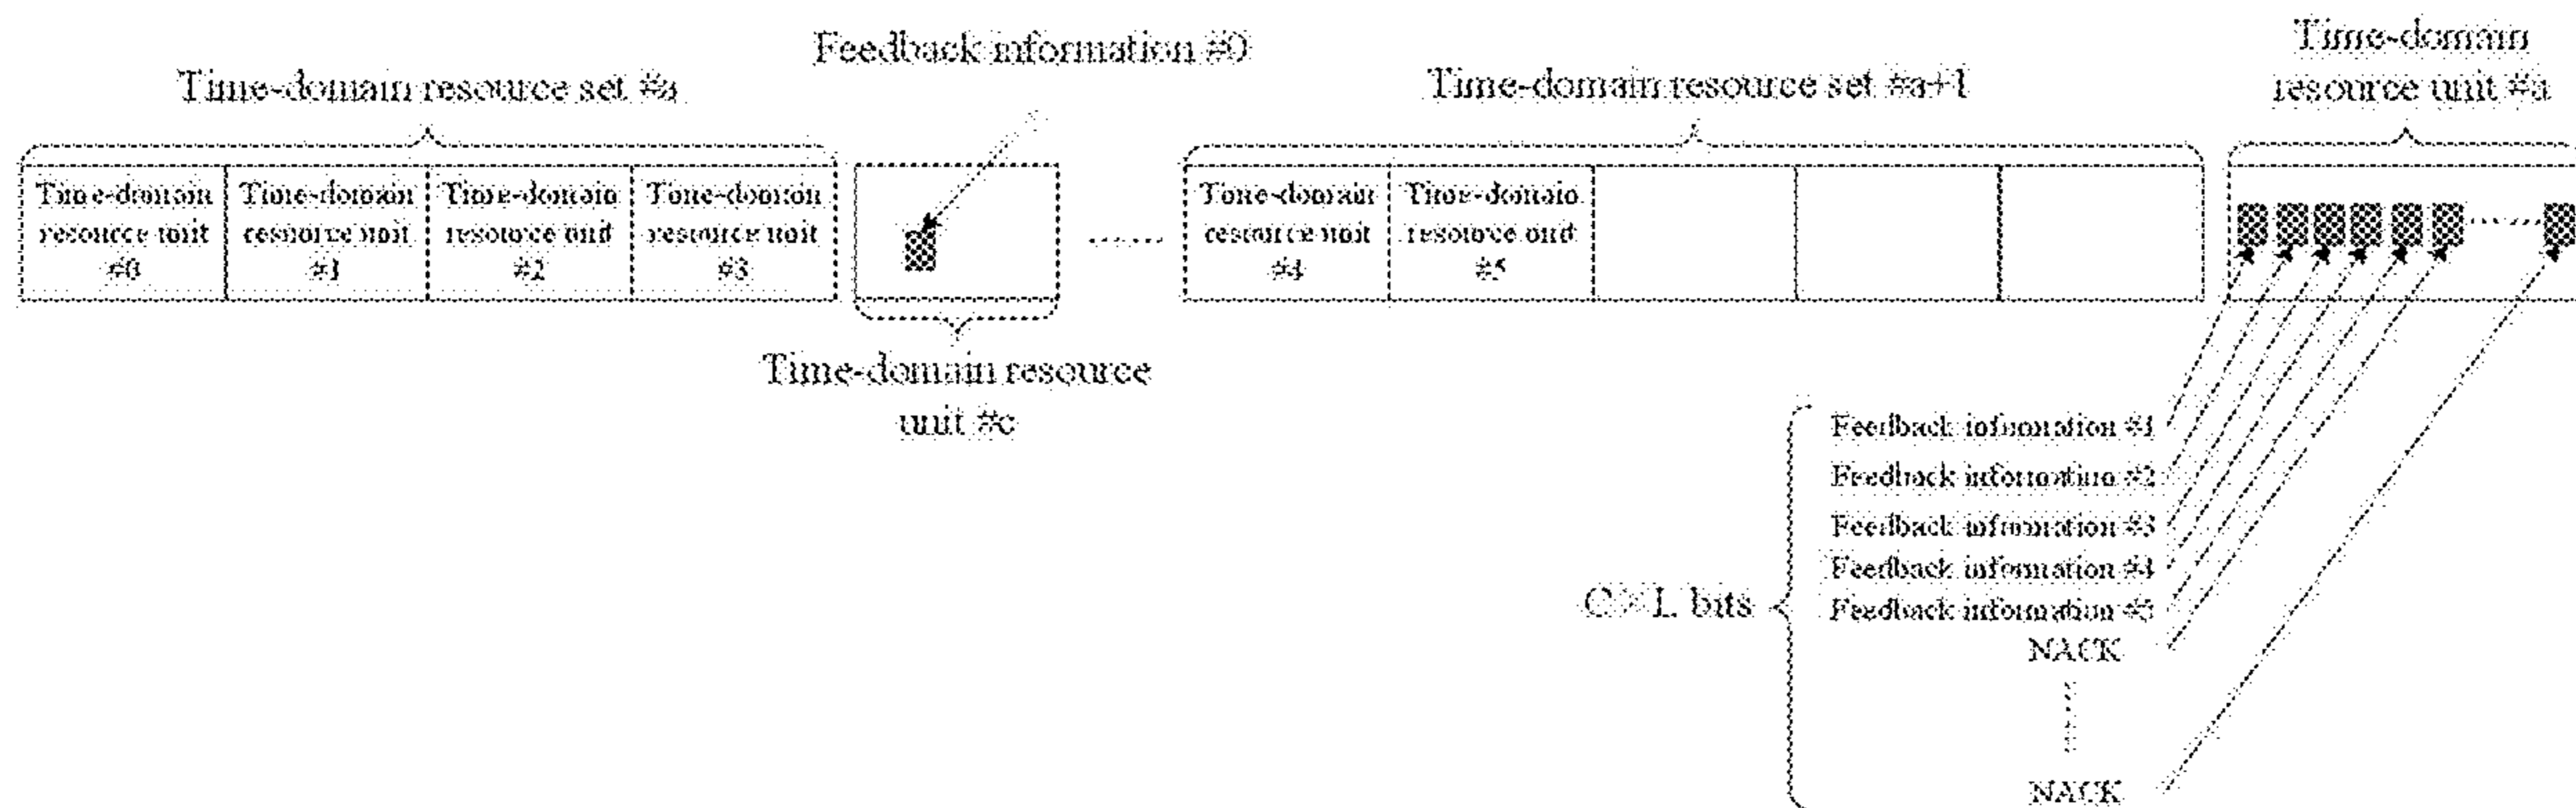 Feedback information #0
Time-domain resource set #a
Time-domain resource set #a+1
Time-domain
resource unit #a
Time-domain
resource unit
#0
Time-domain
resource unit
#1
Time-domain
resource unit
#2
Time-domain
resource unit
#3
Time-domain
resource unit
#4
Time-domain
resource unit
#5
Time-domain resource
unit #c
C×L bits
Feedback information #1
Feedback information #2
Feedback information #3
Feedback information #4
Feedback information #5
NACK
NACK